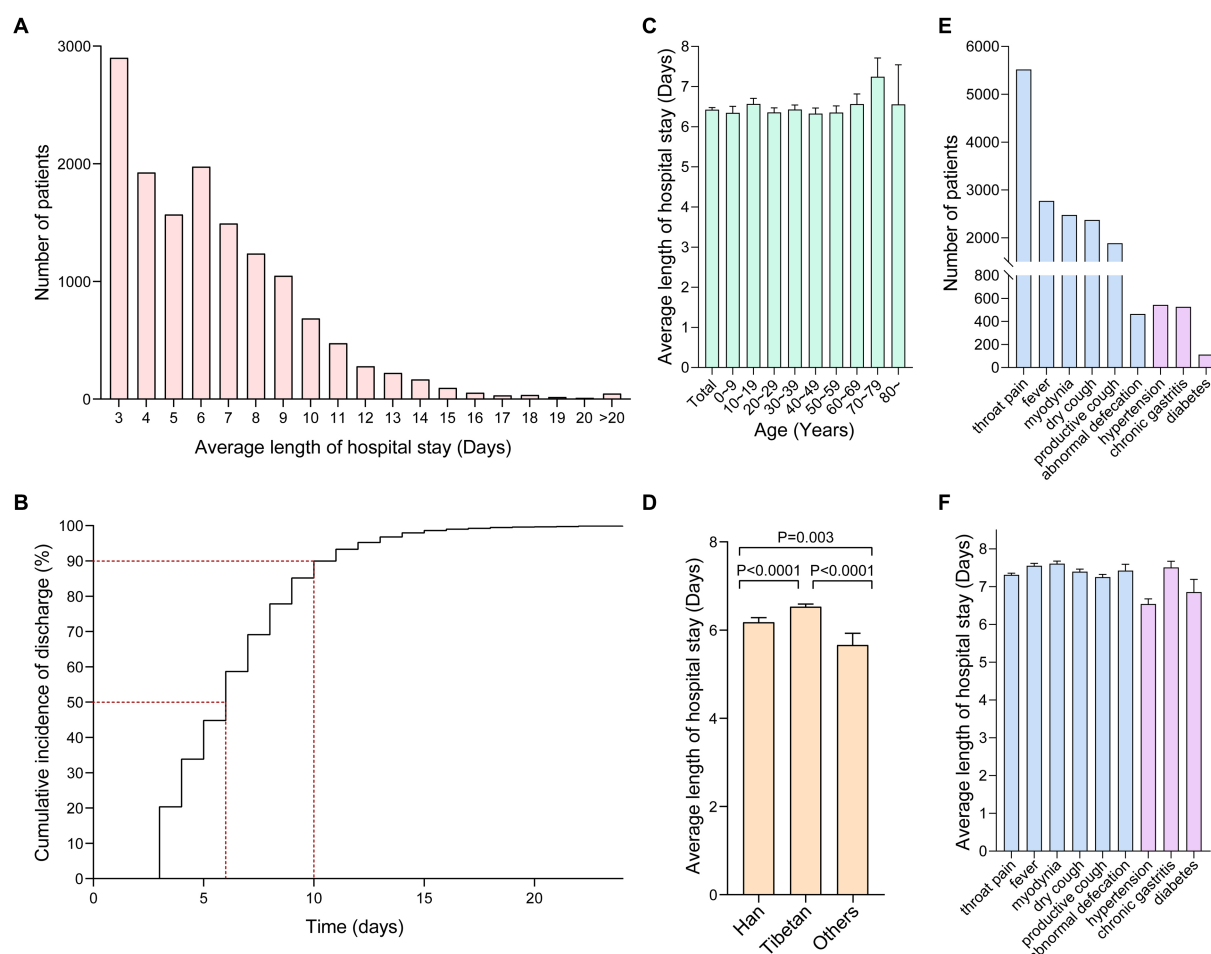 A
3000
2000
1000
0
Number of patients
3 4 5 6 7 8 9 10 11 12 13 14 15 16 17 18 19 20 >20
Average length of hospital stay (Days)
B
100
90
80
70
60
50
40
30
20
10
0
Cumulative incidence of discharge (%)
0 5 10 15 20
Time (days)
C
8
7
6
5
4
3
2
1
0
Average length of hospital stay (Days)
Total 0~9 10~19 20~29 30~39 40~49 50~59 60~69 70~79 80~
Age (Years)
D
P=0.003
P<0.0001 P<0.0001
8
6
4
2
0
Average length of hospital stay (Days)
Han Tibetan Others
E
6000
5000
4000
3000
2000
800
600
400
200
0
Number of patients
throat pain
fever
myodynia
dry cough
productive cough
abnormal defecation
hypertension
chronic gastritis
diabetes
F
8
7
6
5
4
3
2
1
0
Average length of hospital stay (Days)
throat pain
fever
myodynia
dry cough
productive cough
abnormal defecation
hypertension
chronic gastritis
diabetes